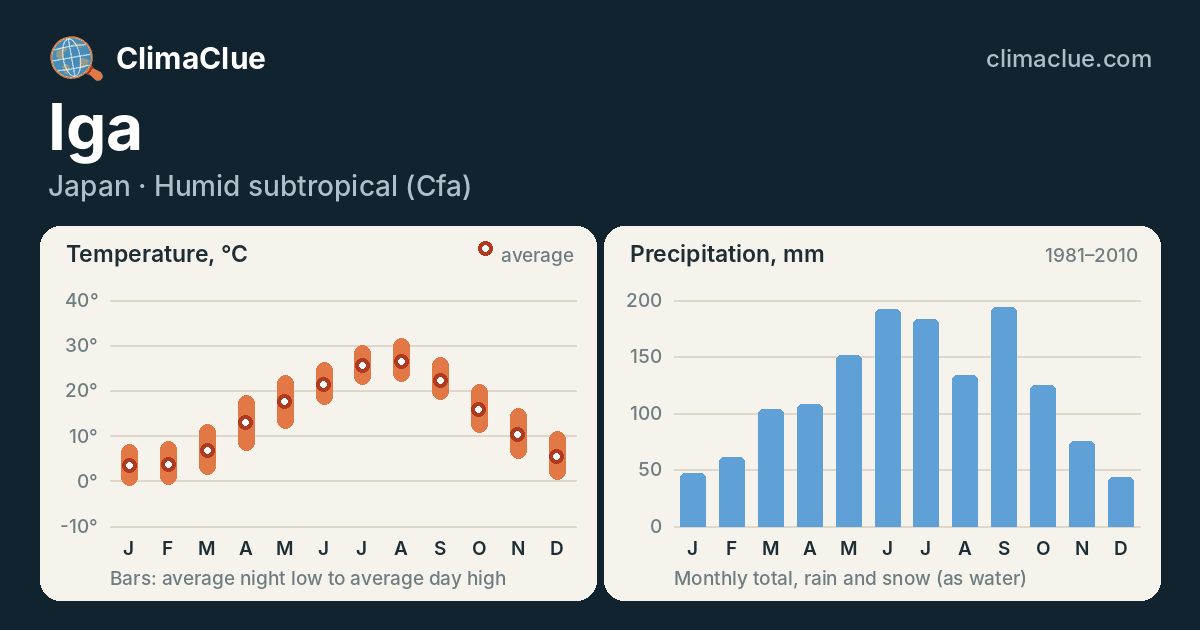 ClimaClue
climaclue.com
Iga
Japan · Humid subtropical (Cfa)
Temperature, °C
average
40°
30°
20°
10°
0°
-10°
J F M A M J J A S O N D
Bars: average night low to average day high
Precipitation, mm
1981–2010
200
150
100
50
0
J F M A M J J A S O N D
Monthly total, rain and snow (as water)